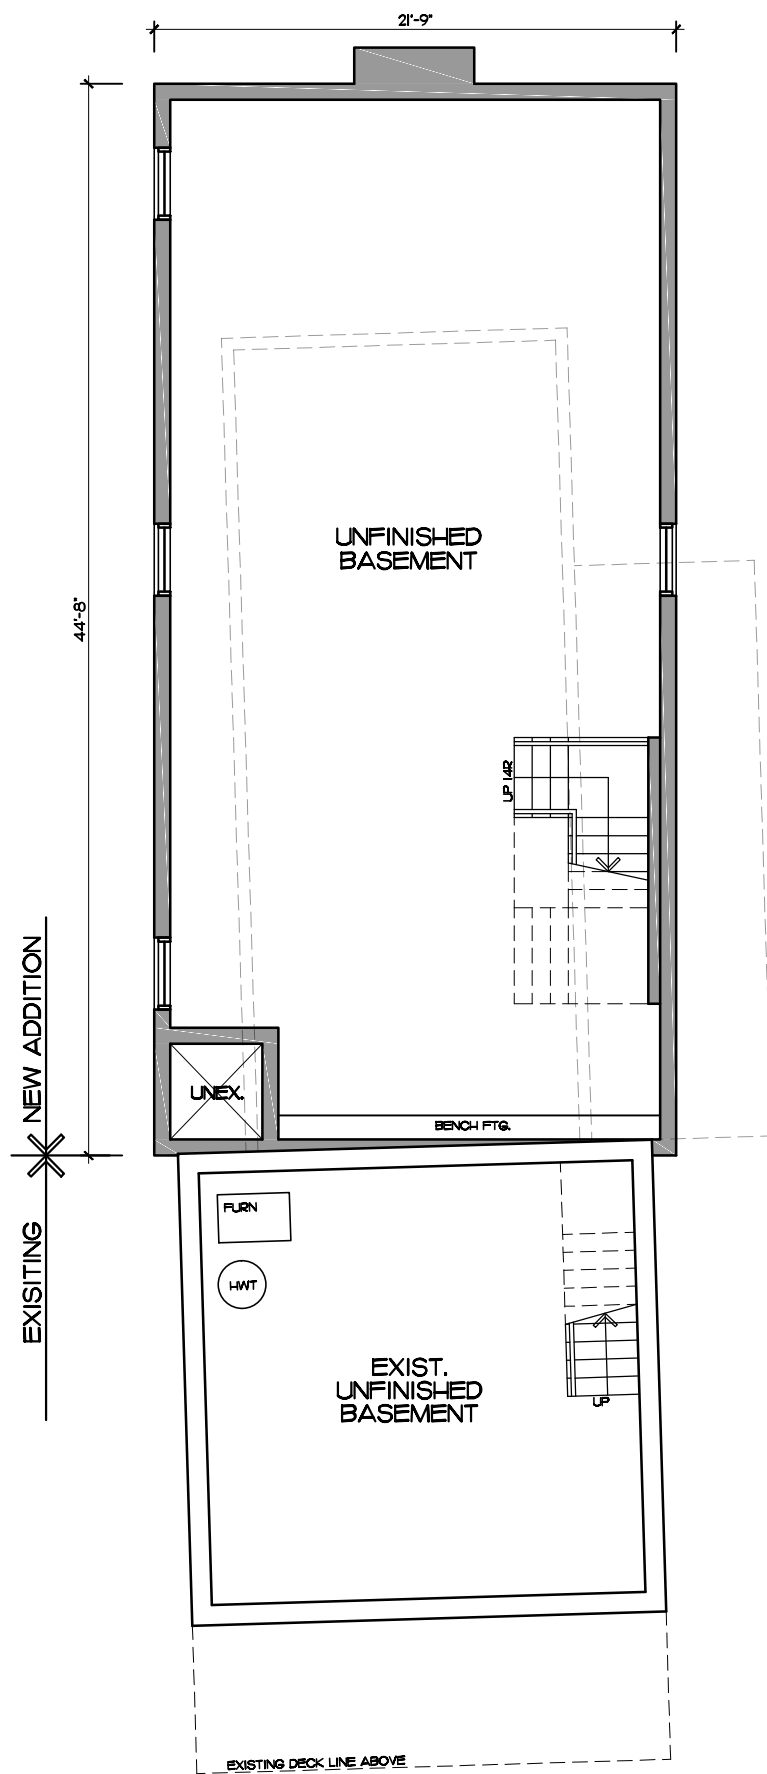 21'-9"
44'-8"
UNFINISHED
BASEMENT
UP 14R
NEW ADDITION
UNEX.
BENCH FTG.
EXISITING
FURN
HWT
EXIST.
UNFINISHED
BASEMENT
UP
EXISTING DECK LINE ABOVE